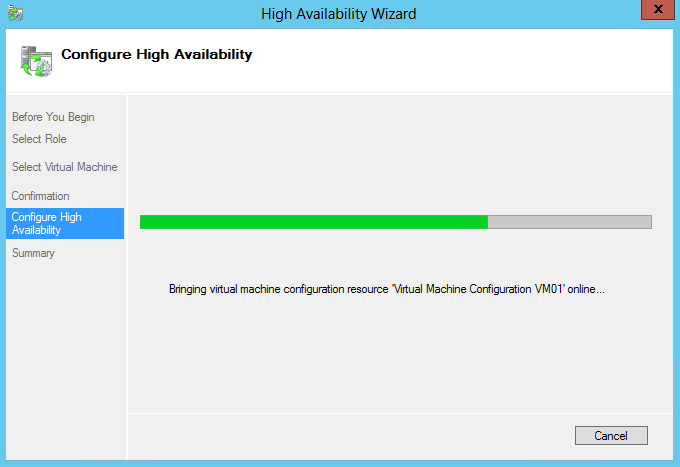 High Availability Wizard
x
Configure High Availability
Before You Begin
Select Role
Select Virtual Machine
Confirmation
Configure High
Availability
Summary
Bringing virtual machine configuration resource 'Virtual Machine Configuration VM01' online...
Cancel